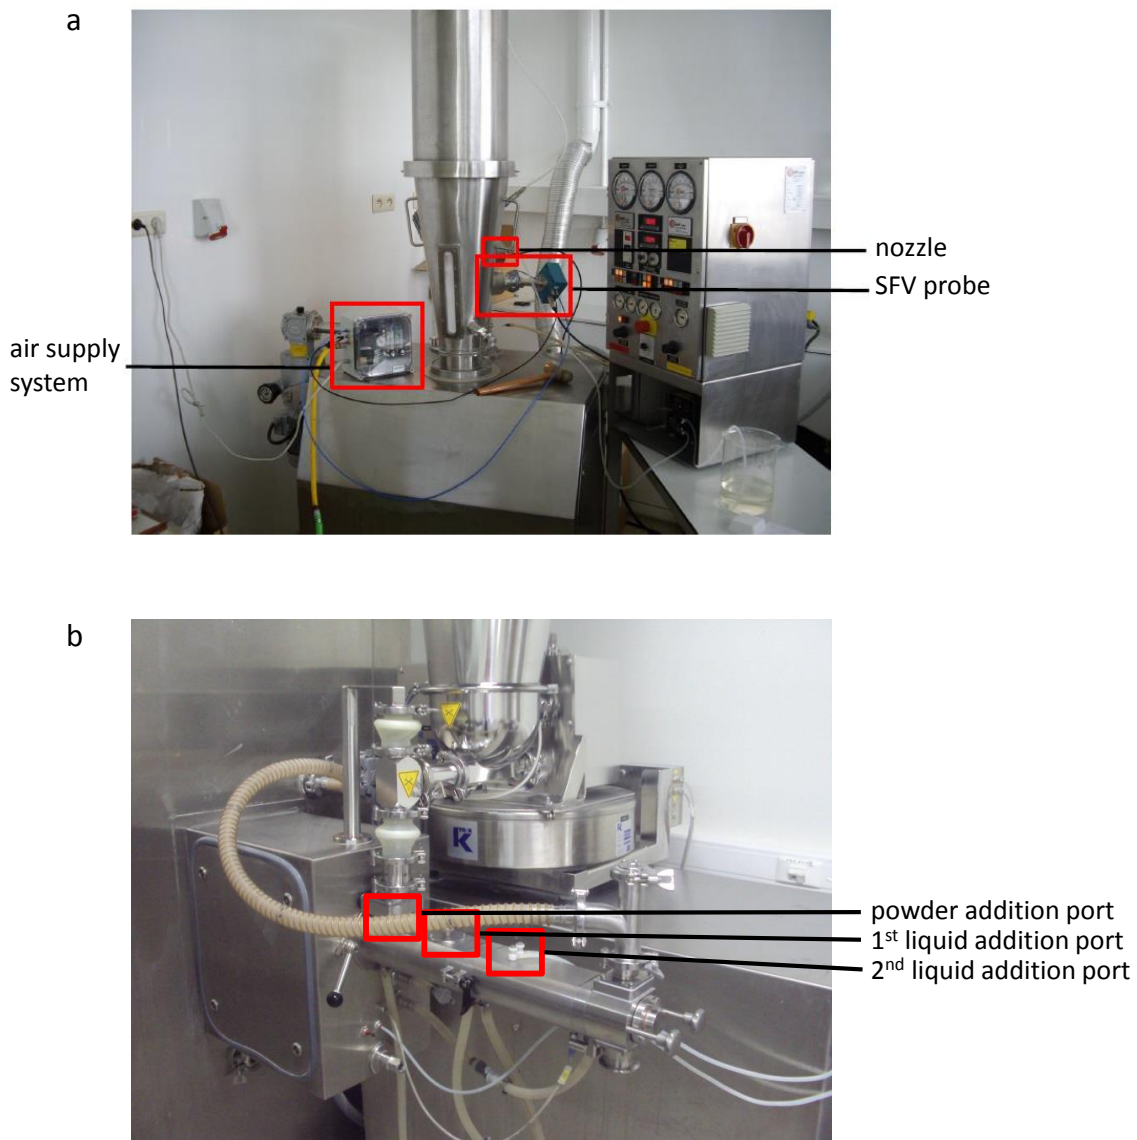 a
nozzle
SFV probe
air supply
system
b
K
powder addition port
1st liquid addition port
2nd liquid addition port